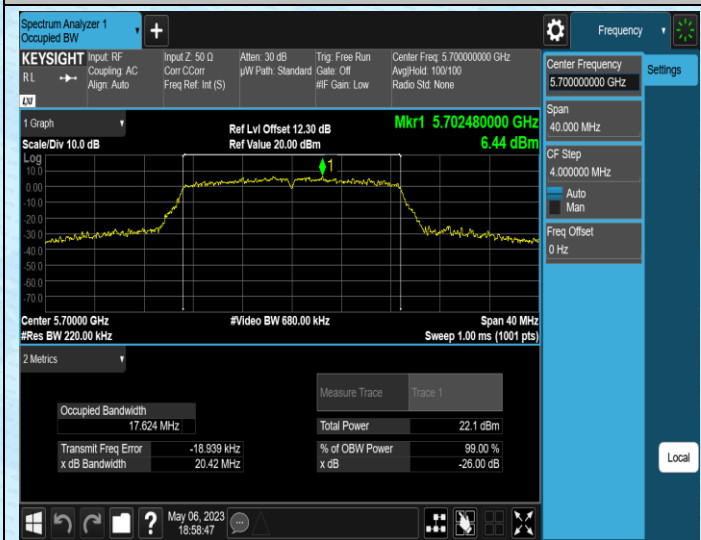 Spectrum Analyzer 1
Occupied BW
Frequency
KEYSIGHT
R L
LXI
Input: RF
Coupling: AC
Align: Auto
Input Z: 50 Ω
Corr CCorr
Freq Ref: Int (S)
Atten: 30 dB
µW Path: Standard
Trig: Free Run
Gate: Off
#IF Gain: Low
Center Freq: 5.700000000 GHz
Avg|Hold: 100/100
Radio Std: None
Center Frequency
5.700000000 GHz
Settings
Span
40.000 MHz
CF Step
4.000000 MHz
Auto
Man
Freq Offset
0 Hz
Local
1 Graph
Scale/Div 10.0 dB
Ref Lvl Offset 12.30 dB
Ref Value 20.00 dBm
Mkr1 5.702480000 GHz
6.44 dBm
Log
10.0
0.00
-10.0
-20.0
-30.0
-40.0
-50.0
-60.0
-70.0
1
Center 5.70000 GHz
#Res BW 220.00 kHz
#Video BW 680.00 kHz
Span 40 MHz
Sweep 1.00 ms (1001 pts)
2 Metrics
Measure Trace Trace 1
Occupied Bandwidth
17.624 MHz
Total Power 22.1 dBm
Transmit Freq Error -18.939 kHz
% of OBW Power 99.00 %
x dB Bandwidth 20.42 MHz
x dB -26.00 dB
May 06, 2023
18:58:47